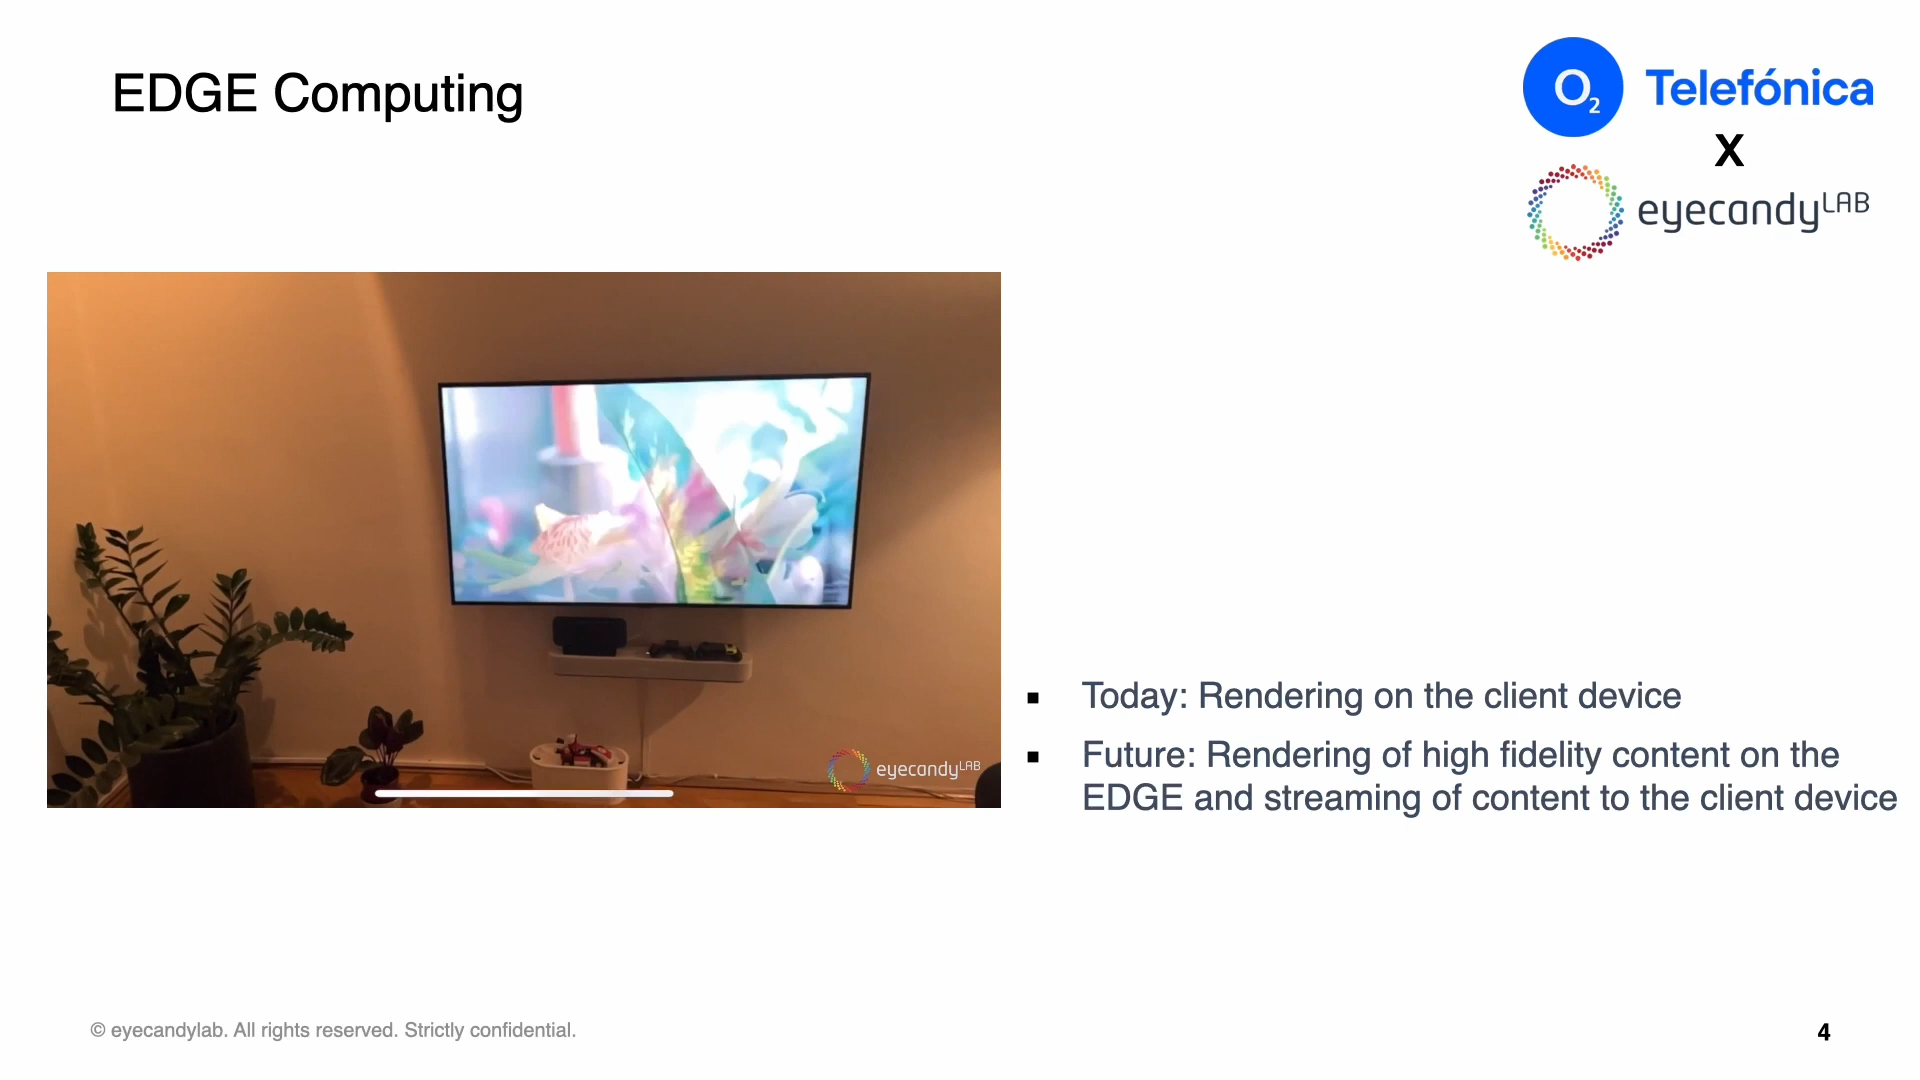 EDGE Computing
O2 Telefónica
X
eyecandyLAB
eyecandyLAB
▪ Today: Rendering on the client device
▪ Future: Rendering of high fidelity content on the
EDGE and streaming of content to the client device
© eyecandylab. All rights reserved. Strictly confidential.
4